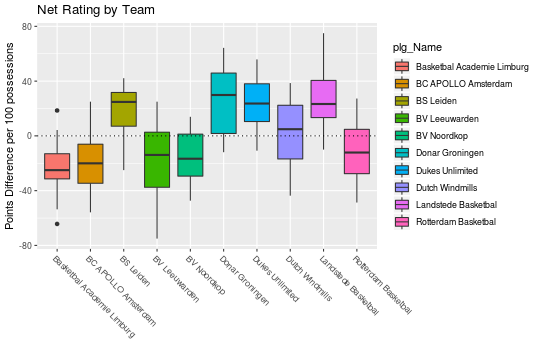 Net Rating by Team
Points Difference per 100 possessions
80
40
0
-40
-80
Basketbal Academie Limburg
BC APOLLO Amsterdam
BS Leiden
BV Leeuwarden
BV Noordkop
Donar Groningen
Dukes Unlimited
Dutch Windmills
Landstede Basketbal
Rotterdam Basketbal
plg_Name
Basketbal Academie Limburg
BC APOLLO Amsterdam
BS Leiden
BV Leeuwarden
BV Noordkop
Donar Groningen
Dukes Unlimited
Dutch Windmills
Landstede Basketbal
Rotterdam Basketbal